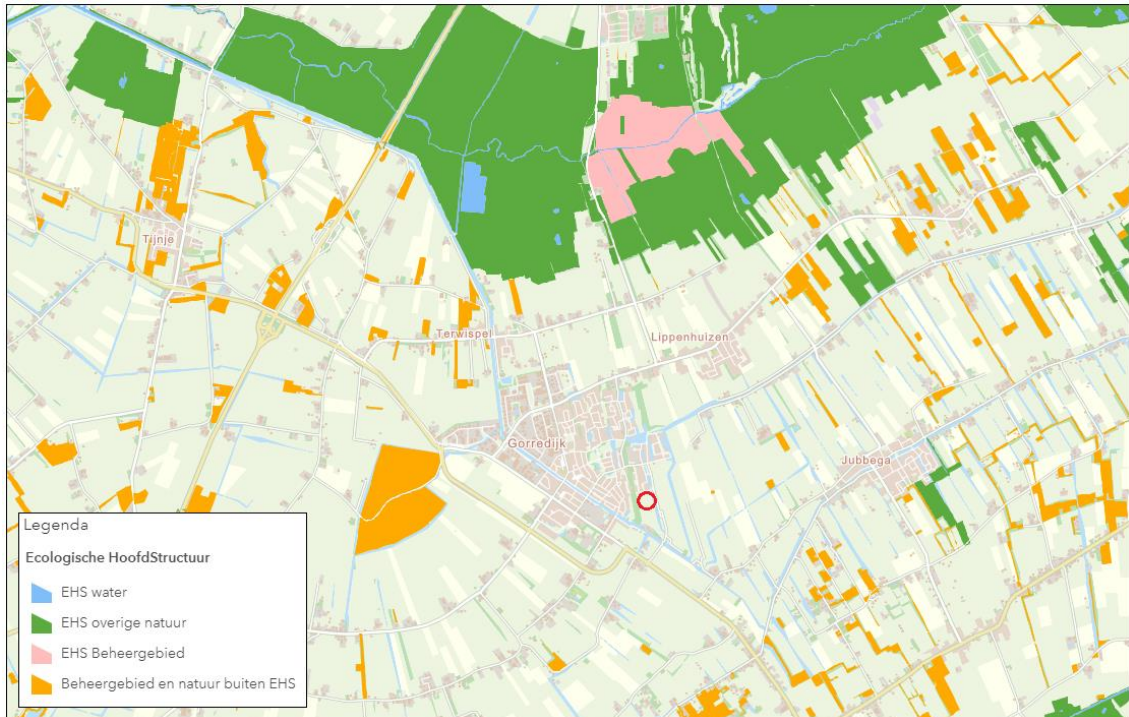 Tijnje
Terwispel
Lippenhuizen
Gorredijk
Jubbega
Legenda
Ecologische HoofdStructuur
EHS water
EHS overige natuur
EHS Beheergebied
Beheergebied en natuur buiten EHS